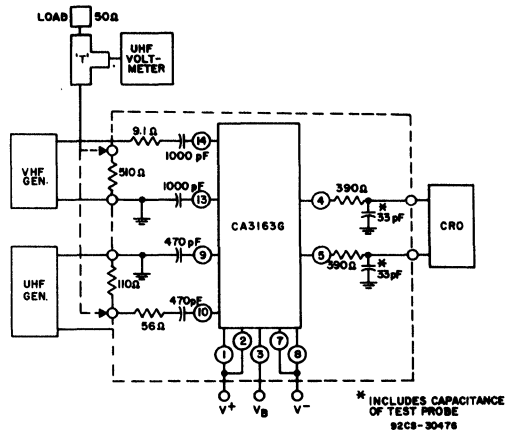 LOAD 50Ω
'T'
UHF
VOLT-
METER
9.1Ω
14
1000 pF
VHF
GEN.
510Ω
1000 pF
13
CA3163G
4
390Ω
*
33pF
CRO
470 pF
9
5
390Ω
*
33pF
UHF
GEN.
110Ω
470pF
10
56Ω
1
2
3
7
8
V+
VB
V-
* INCLUDES CAPACITANCE
OF TEST PROBE
92CS-30476